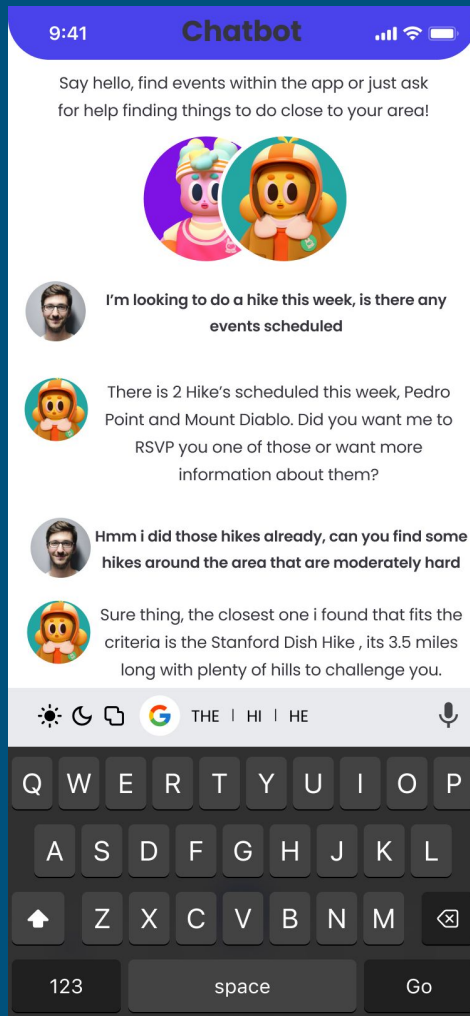 9:41
Chatbot
Say hello, find events within the app or just ask
for help finding things to do close to your area!
I'm looking to do a hike this week, is there any
events scheduled
There is 2 Hike's scheduled this week, Pedro
Point and Mount Diablo. Did you want me to
RSVP you one of those or want more
information about them?
Hmm i did those hikes already, can you find some
hikes around the area that are moderately hard
Sure thing, the closest one i found that fits the
criteria is the Stanford Dish Hike , its 3.5 miles
long with plenty of hills to challenge you.
G THE | HI | HE
Q W E R T Y U I O P
A S D F G H J K L
Z X C V B N M
123 space Go